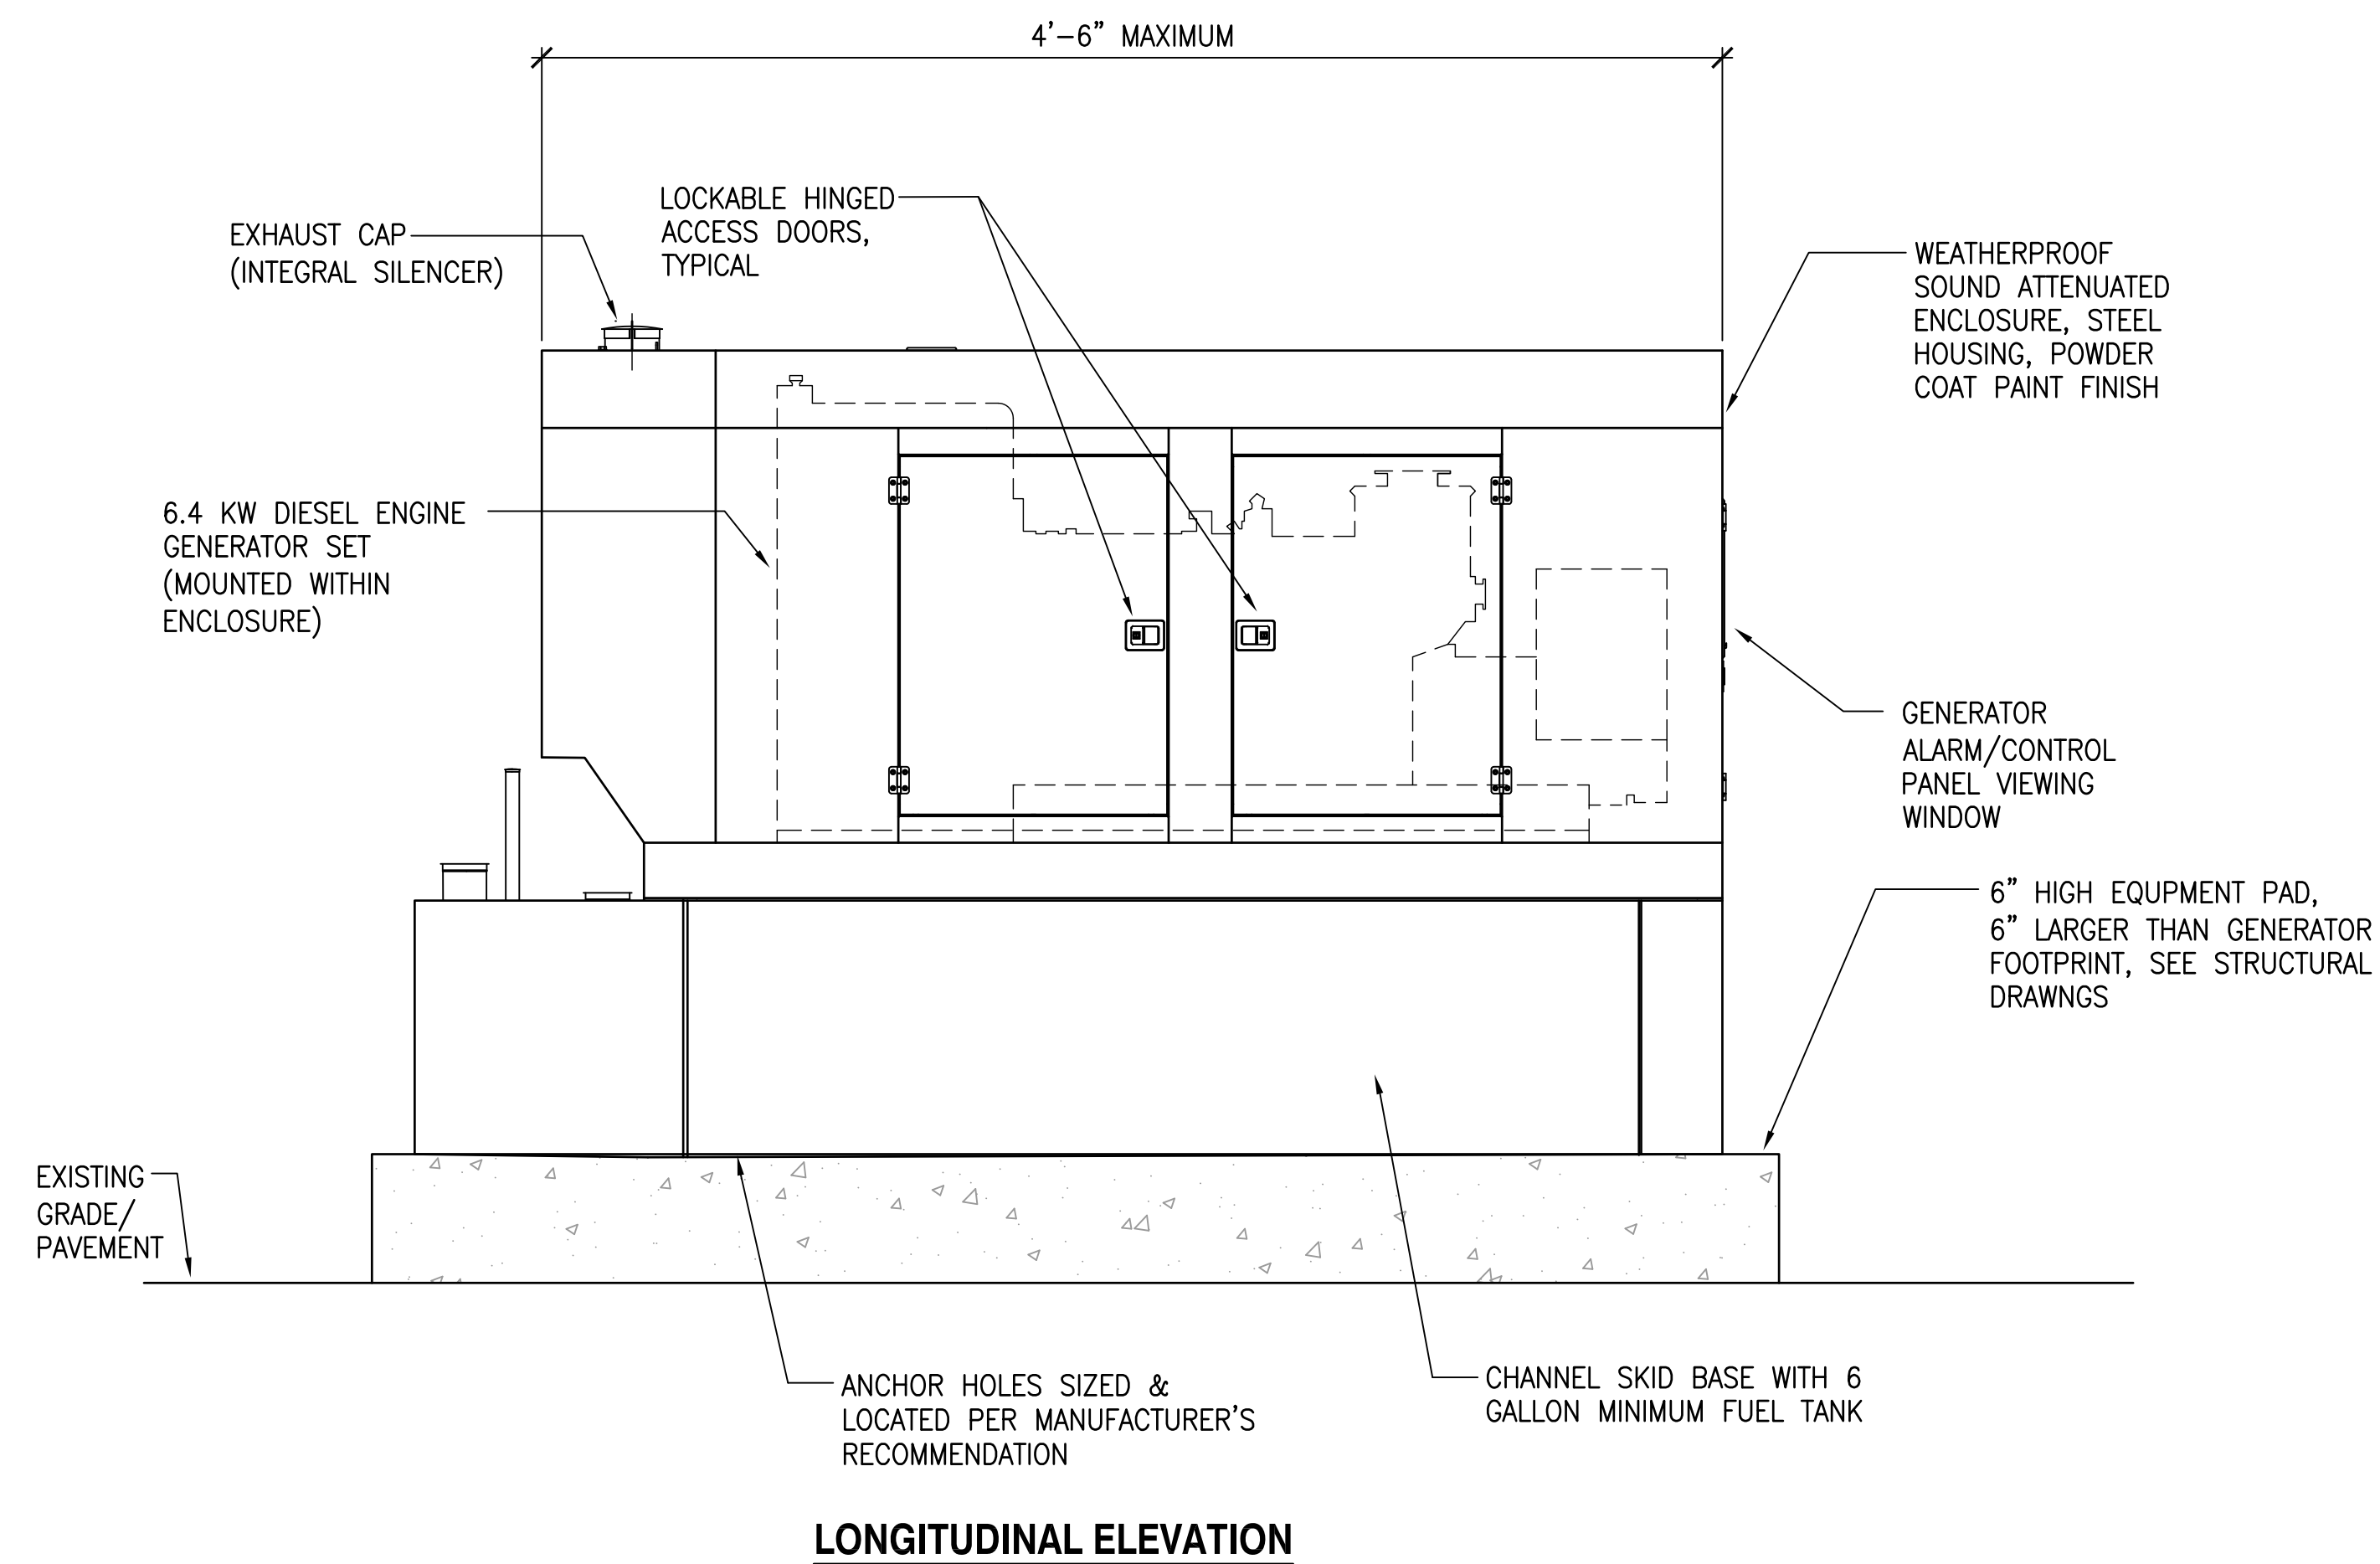 4'-6" MAXIMUM
LOCKABLE HINGED
ACCESS DOORS,
TYPICAL
EXHAUST CAP
(INTEGRAL SILENCER)
WEATHERPROOF
SOUND ATTENUATED
ENCLOSURE, STEEL
HOUSING, POWDER
COAT PAINT FINISH
6.4 KW DIESEL ENGINE
GENERATOR SET
(MOUNTED WITHIN
ENCLOSURE)
GENERATOR
ALARM/CONTROL
PANEL VIEWING
WINDOW
6" HIGH EQUPMENT PAD,
6" LARGER THAN GENERATOR
FOOTPRINT, SEE STRUCTURAL
DRAWNGS
EXISTING
GRADE/
PAVEMENT
ANCHOR HOLES SIZED &
LOCATED PER MANUFACTURER'S
RECOMMENDATION
CHANNEL SKID BASE WITH 6
GALLON MINIMUM FUEL TANK
LONGITUDINAL ELEVATION